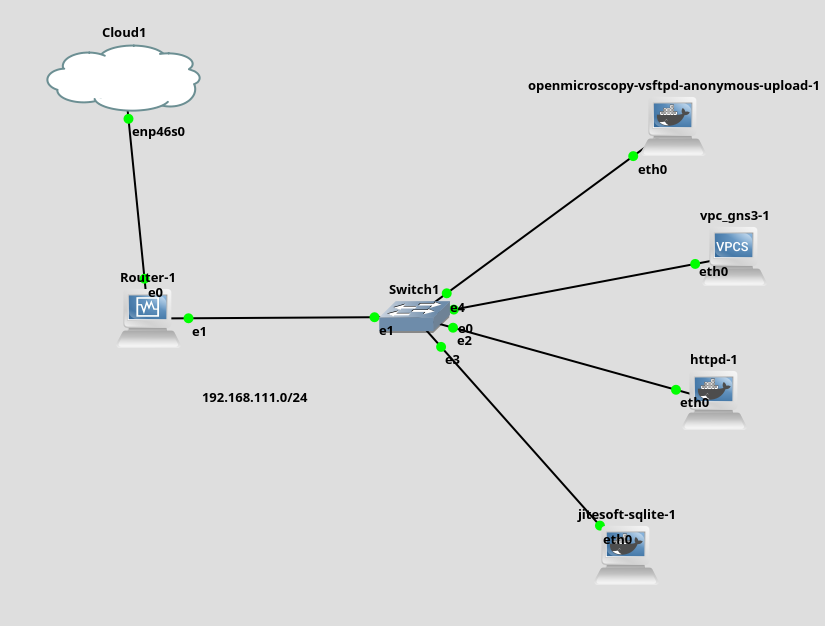 Cloud1
enp46s0
openmicroscopy-vsftpd-anonymous-upload-1
eth0
vpc_gns3-1
VPCS
eth0
Router-1
e0
e1
Switch1
e4
e1
e0
e2
e3
httpd-1
eth0
192.168.111.0/24
jitesoft-sqlite-1
eth0